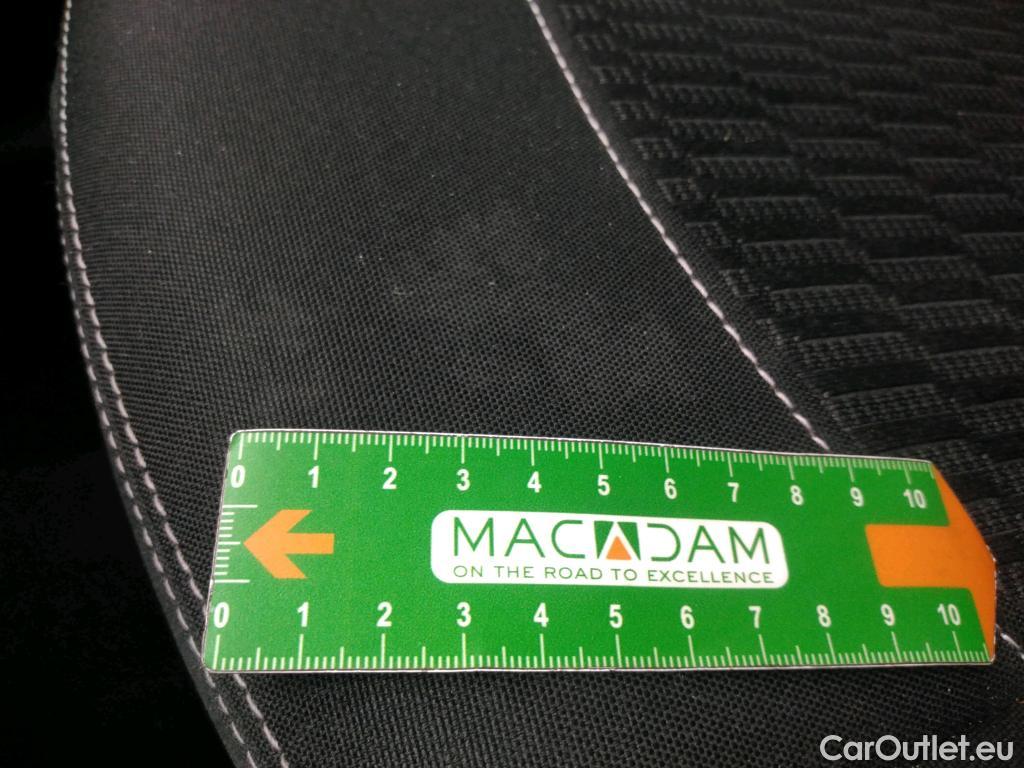 0 1 2 3 4 5 6 7 8 9 10
MACADAM
ON THE ROAD TO EXCELLENCE
0 1 2 3 4 5 6 7 8 9 10
CarOutlet.eu